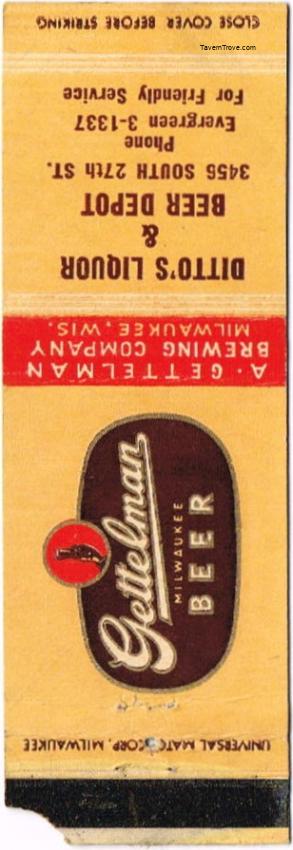 CLOSE COVER BEFORE STRIKING
TavernTrove.com
DITTO'S LIQUOR
&
BEER DEPOT
3456 SOUTH 27th ST.
Phone
Evergreen 3-1337
For Friendly Service
A. GETTELMAN
BREWING COMPANY
MILWAUKEE, WIS.
Gettelman
MILWAUKEE
BEER
UNIVERSAL MATCH CORP. MILWAUKEE